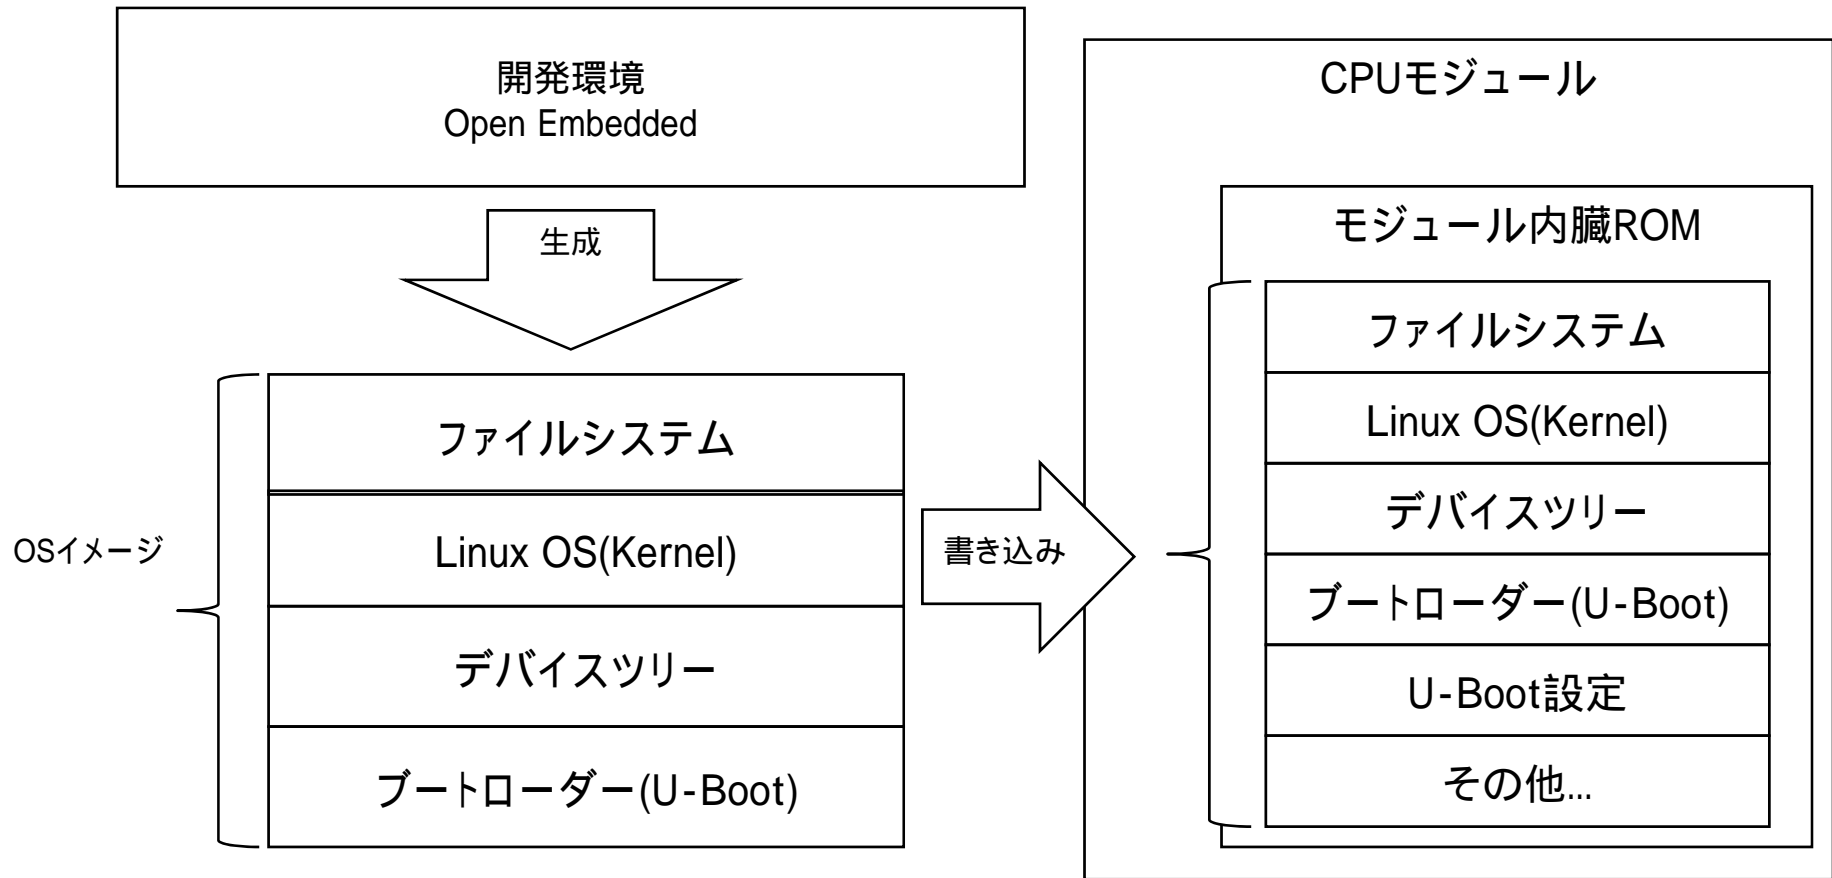 開発環境
Open Embedded
生成
OSイメージ
ファイルシステム
Linux OS(Kernel)
デバイスツリー
ブートローダー(U-Boot)
書き込み
CPUモジュール
モジュール内臓ROM
ファイルシステム
Linux OS(Kernel)
デバイスツリー
ブートローダー(U-Boot)
U-Boot設定
その他...